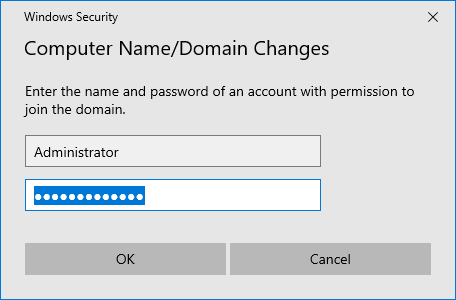 Windows Security
Computer Name/Domain Changes
Enter the name and password of an account with permission to
join the domain.
Administrator
●●●●●●●●●●●●●
OK
Cancel